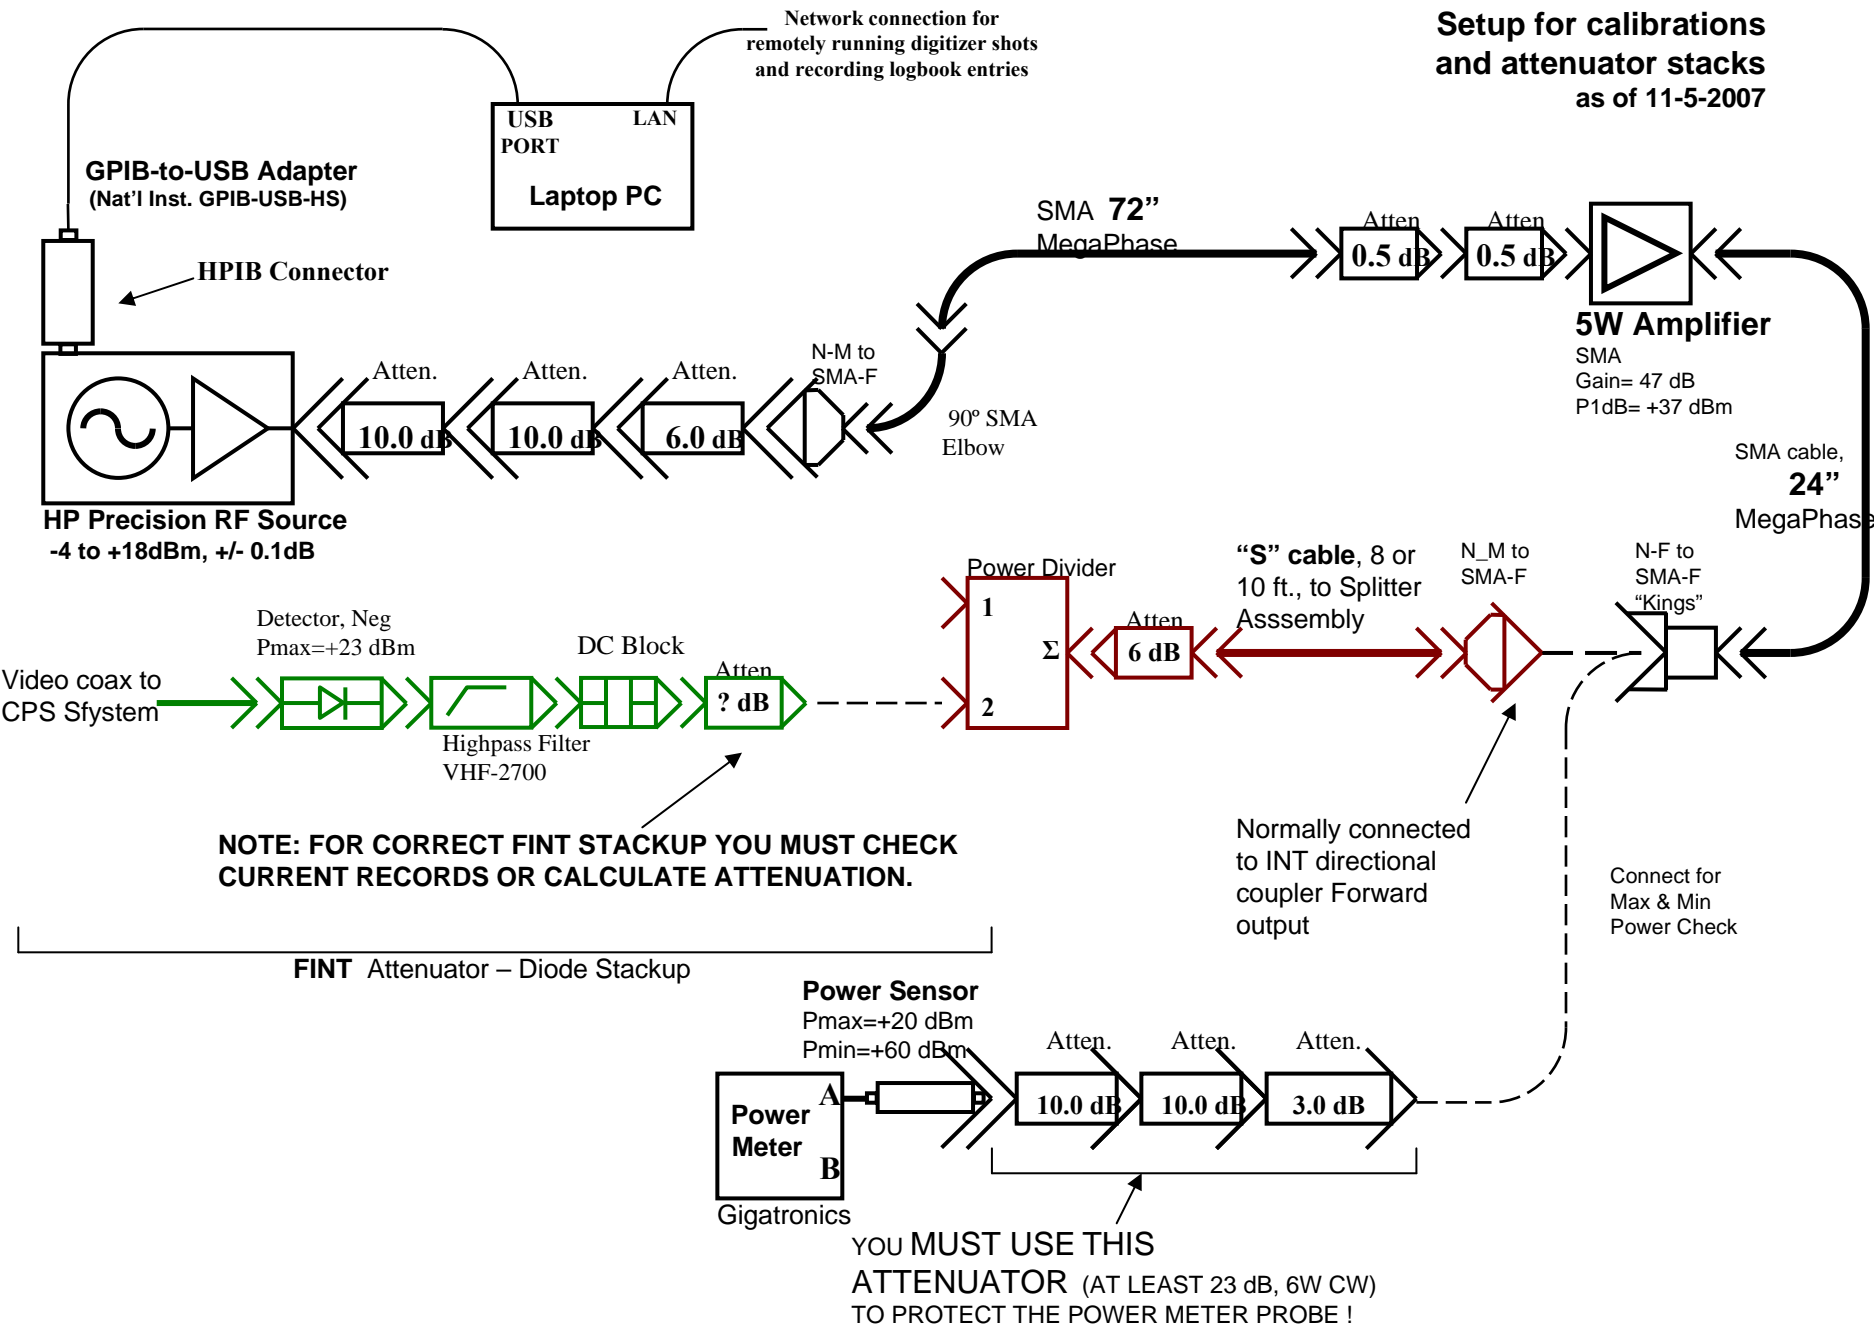 Network connection for
remotely running digitizer shots
and recording logbook entries
Setup for calibrations
and attenuator stacks
as of 11-5-2007
USB
PORT
LAN
Laptop PC
GPIB-to-USB Adapter
(Nat'l Inst. GPIB-USB-HS)
HPIB Connector
SMA 72”
MegaPhase
Atten
0.5 dB
Atten
0.5 dB
5W Amplifier
SMA
Gain= 47 dB
P1dB= +37 dBm
Atten.
10.0 dB
Atten.
10.0 dB
Atten.
6.0 dB
N-M to
SMA-F
90º SMA
Elbow
HP Precision RF Source
-4 to +18dBm, +/- 0.1dB
SMA cable,
24”
MegaPhase
Detector, Neg
Pmax=+23 dBm
DC Block
Atten
? dB
Video coax to
CPS Sfystem
Highpass Filter
VHF-2700
Power Divider
1
2
Σ
Atten
6 dB
“S” cable, 8 or
10 ft., to Splitter
Asssembly
N_M to
SMA-F
N-F to
SMA-F
“Kings”
NOTE: FOR CORRECT FINT STACKUP YOU MUST CHECK
CURRENT RECORDS OR CALCULATE ATTENUATION.
Normally connected
to INT directional
coupler Forward
output
Connect for
Max & Min
Power Check
FINT Attenuator – Diode Stackup
Power Sensor
Pmax=+20 dBm
Pmin=+60 dBm
Power
Meter
A
B
Gigatronics
Atten.
10.0 dB
Atten.
10.0 dB
Atten.
3.0 dB
YOU MUST USE THIS
ATTENUATOR (AT LEAST 23 dB, 6W CW)
TO PROTECT THE POWER METER PROBE !